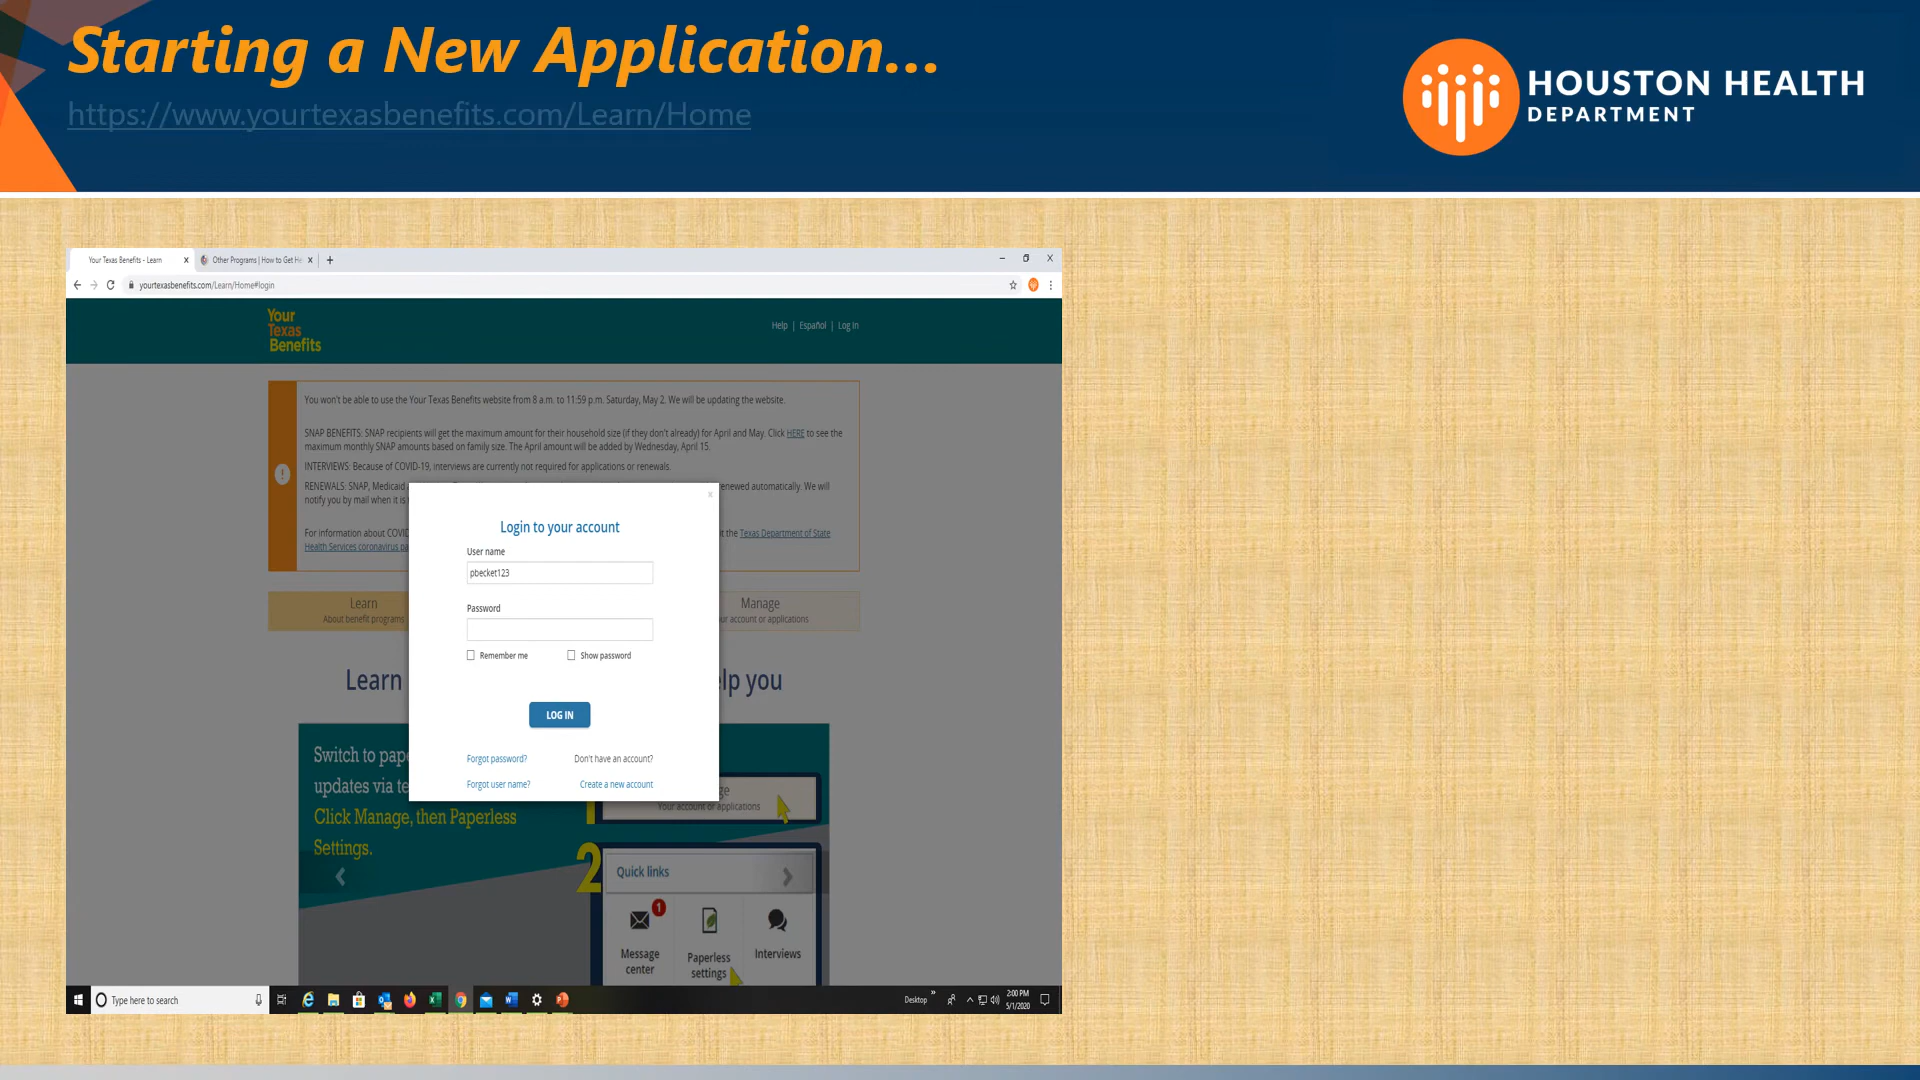 Starting a New Application...
https://www.yourtexasbenefits.com/Learn/Home
HOUSTON HEALTH
DEPARTMENT
Your Texas Benefits - Learn
Other Programs | How to Get He
yourtexasbenefits.com/Learn/Home#login
Your
Texas
Benefits
Help | Español | Log In
You won't be able to use the Your Texas Benefits website from 8 a.m. to 11:59 p.m. Saturday, May 2. We will be updating the website.
SNAP BENEFITS: SNAP recipients will get the maximum amount for their household size (if they don't already) for April and May. Click HERE to see the
maximum monthly SNAP amounts based on family size. The April amount will be added by Wednesday, April 15.
INTERVIEWS: Because of COVID-19, interviews are currently not required for applications or renewals.
RENEWALS: SNAP, Medicaid enewed automatically. We will
notify you by mail when it is
For information about COVID the Texas Department of State
Health Services coronavirus pa
Learn
About benefit programs
Manage
our account or applications
Login to your account
User name
pbecket123
Password
Remember me
Show password
LOG IN
Forgot password?
Don't have an account?
Forgot user name?
Create a new account
Learn elp you
Switch to pape
updates via te
Click Manage, then Paperless
Settings.
1
ge
Your account or applications
2
Quick links
1
Message
center
Paperless
settings
Interviews
Type here to search
Desktop
2:00 PM
5/1/2020